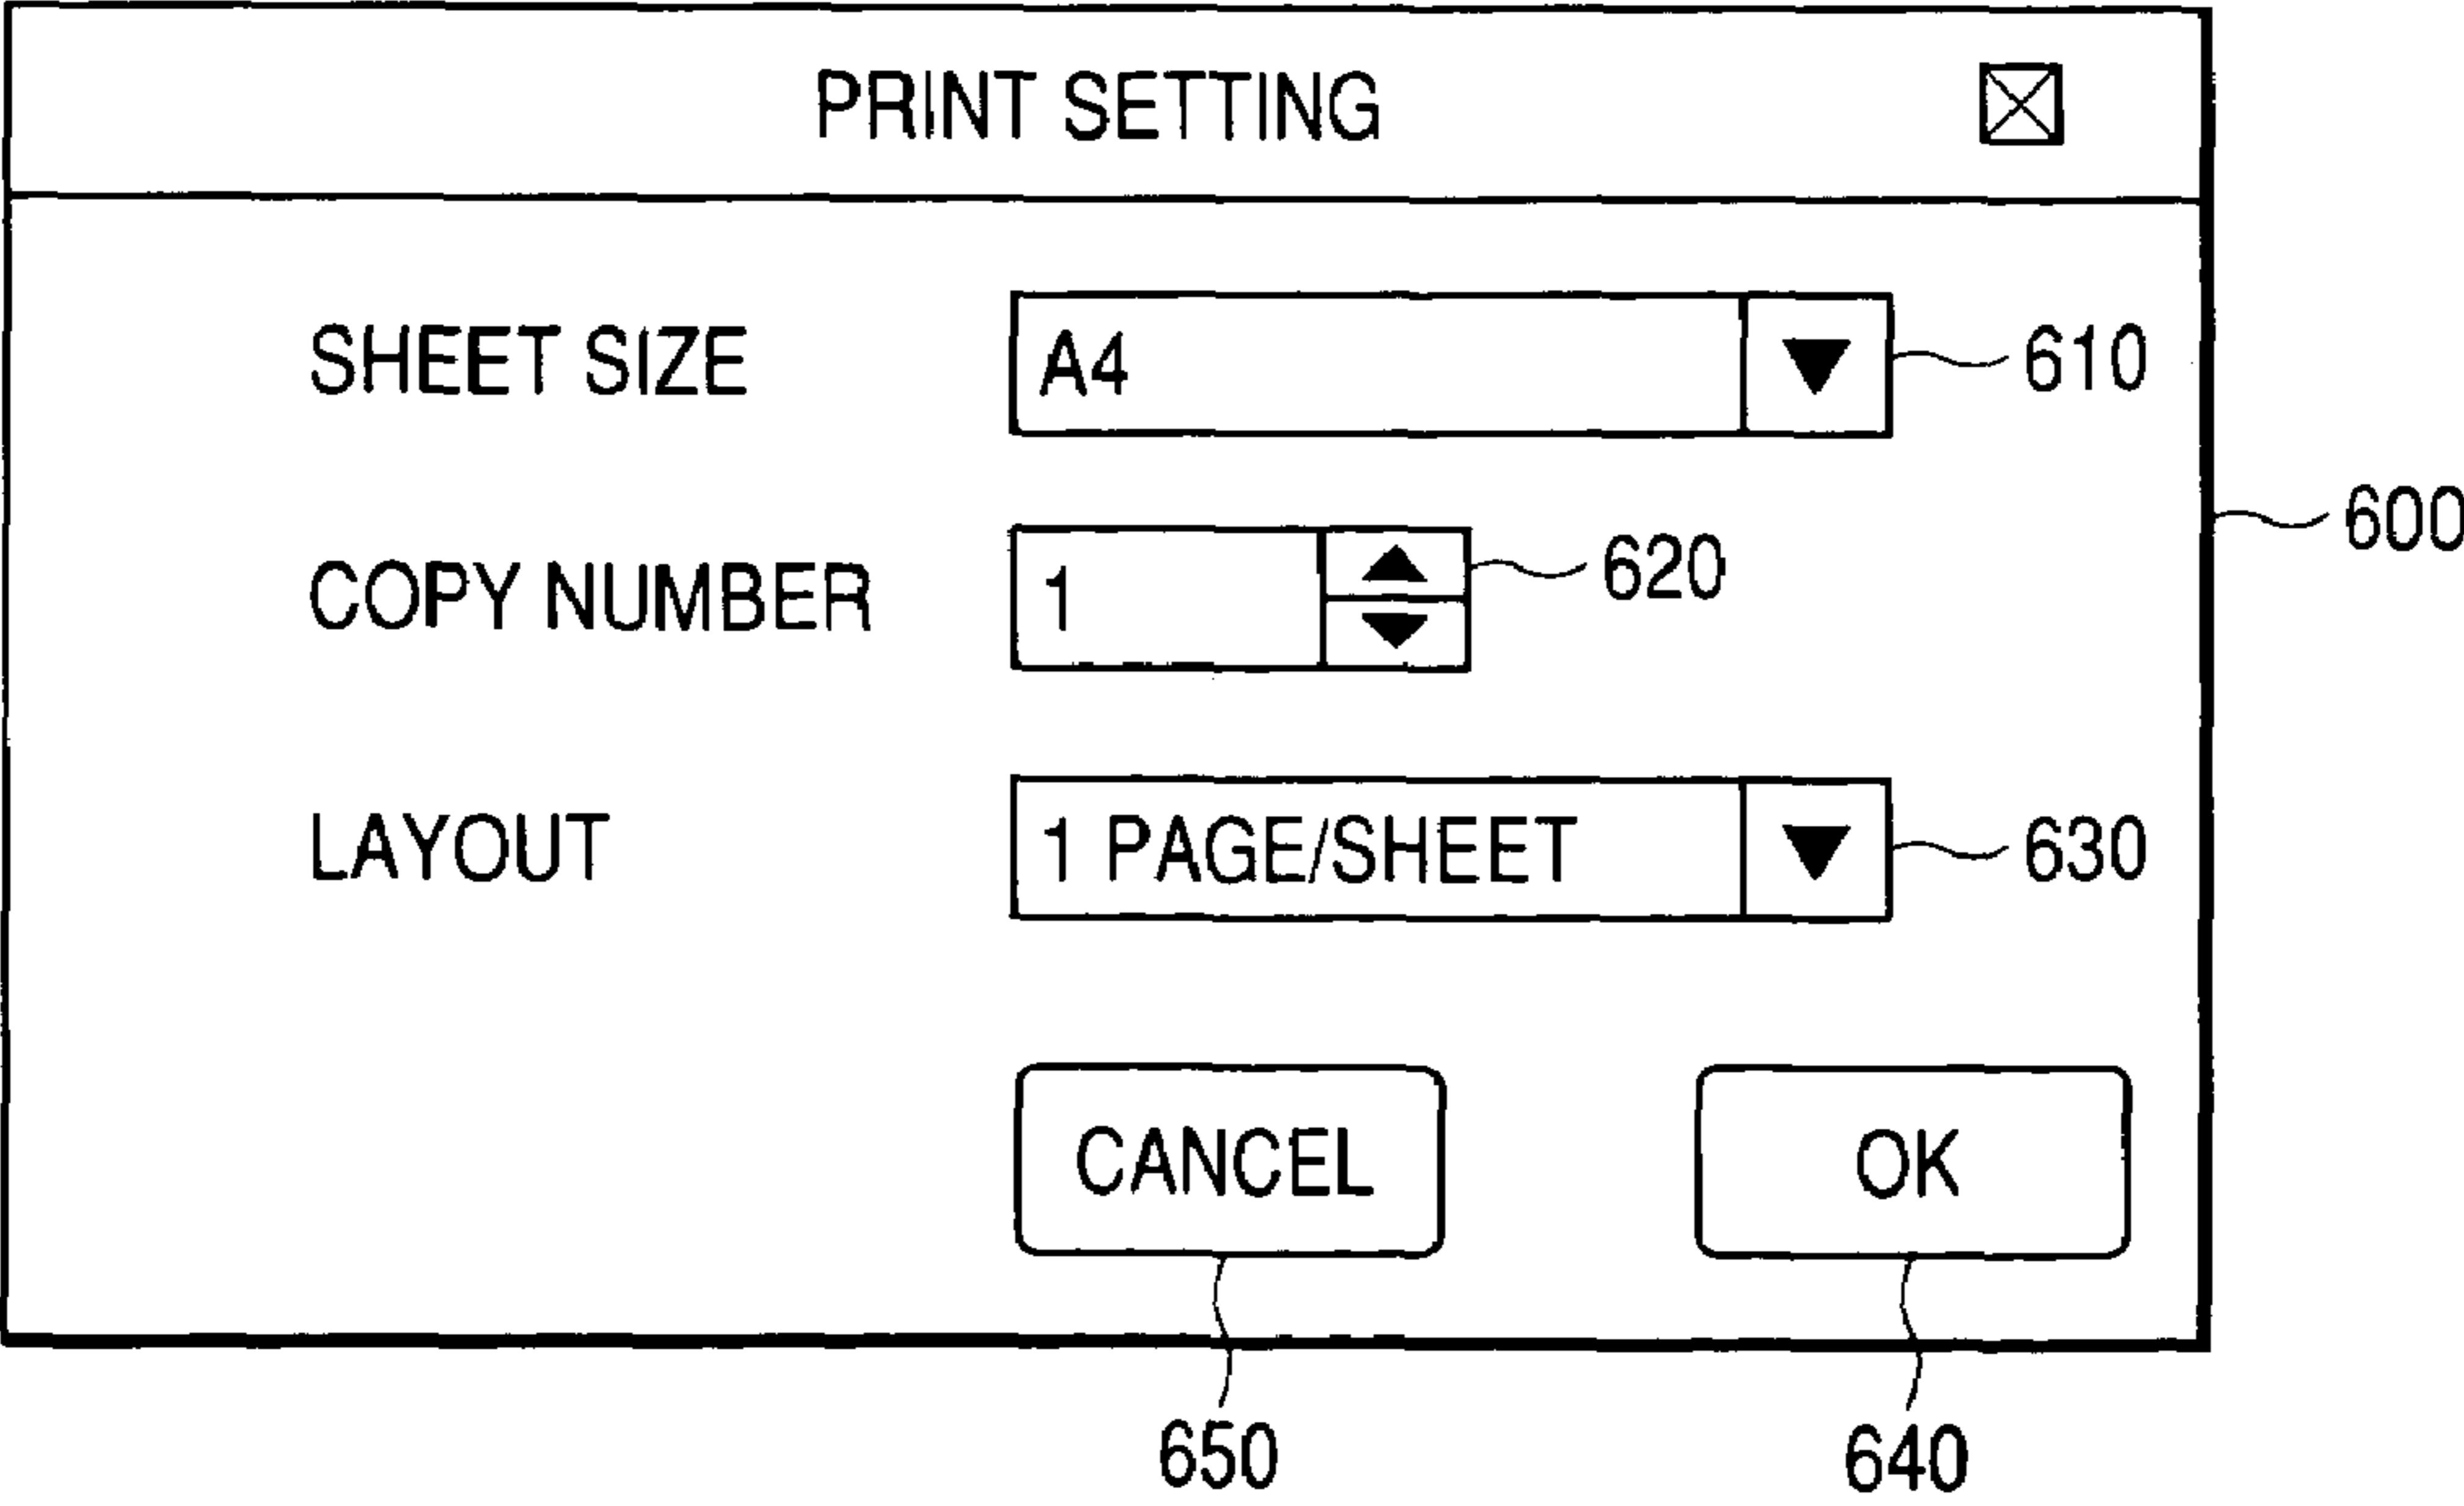 PRINT SETTING
SHEET SIZE A4 610
600
COPY NUMBER 1 620
LAYOUT 1 PAGE/SHEET 630
CANCEL OK
650 640